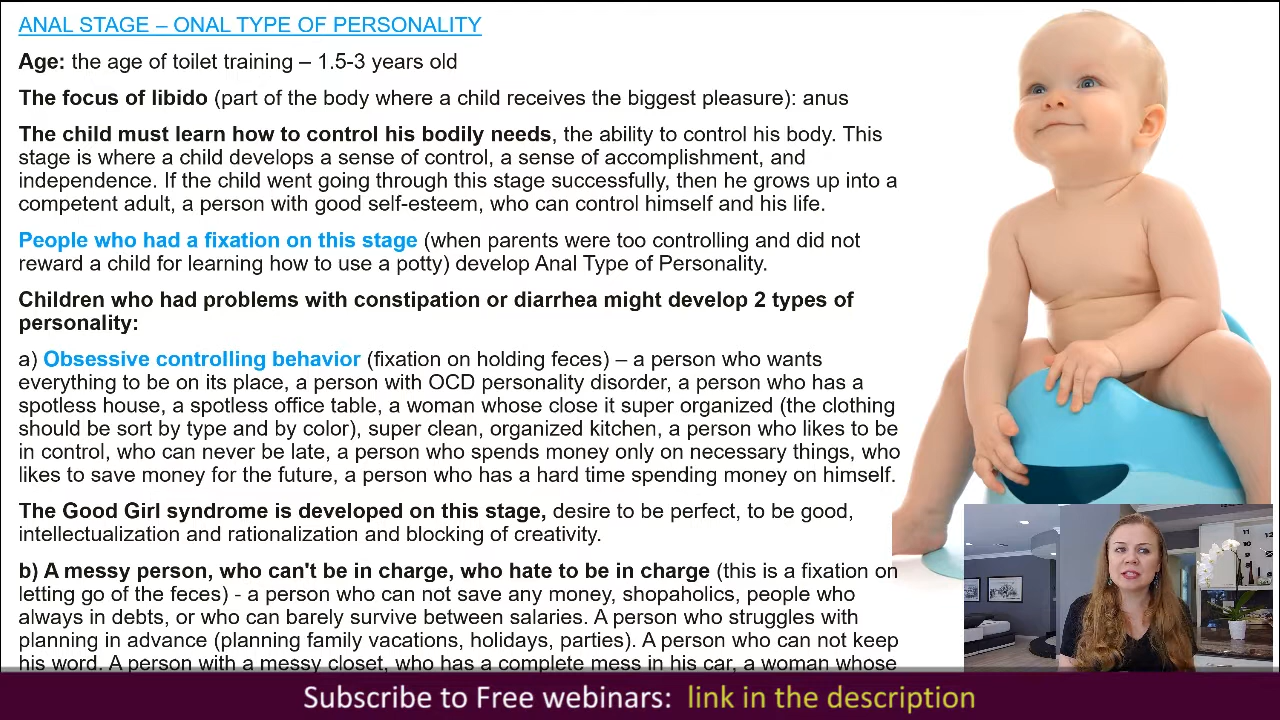 ANAL STAGE – ONAL TYPE OF PERSONALITY
Age: the age of toilet training – 1.5-3 years old
The focus of libido (part of the body where a child receives the biggest pleasure): anus
The child must learn how to control his bodily needs, the ability to control his body. This
stage is where a child develops a sense of control, a sense of accomplishment, and
independence. If the child went going through this stage successfully, then he grows up into a
competent adult, a person with good self-esteem, who can control himself and his life.
People who had a fixation on this stage (when parents were too controlling and did not
reward a child for learning how to use a potty) develop Anal Type of Personality.
Children who had problems with constipation or diarrhea might develop 2 types of
personality:
a) Obsessive controlling behavior (fixation on holding feces) – a person who wants
everything to be on its place, a person with OCD personality disorder, a person who has a
spotless house, a spotless office table, a woman whose close it super organized (the clothing
should be sort by type and by color), super clean, organized kitchen, a person who likes to be
in control, who can never be late, a person who spends money only on necessary things, who
likes to save money for the future, a person who has a hard time spending money on himself.
The Good Girl syndrome is developed on this stage, desire to be perfect, to be good,
intellectualization and rationalization and blocking of creativity.
b) A messy person, who can't be in charge, who hate to be in charge (this is a fixation on
letting go of the feces) - a person who can not save any money, shopaholics, people who
always in debts, or who can barely survive between salaries. A person who struggles with
planning in advance (planning family vacations, holidays, parties). A person who can not keep
his word. A person with a messy closet, who has a complete mess in his car, a woman whose
Subscribe to Free webinars: link in the description